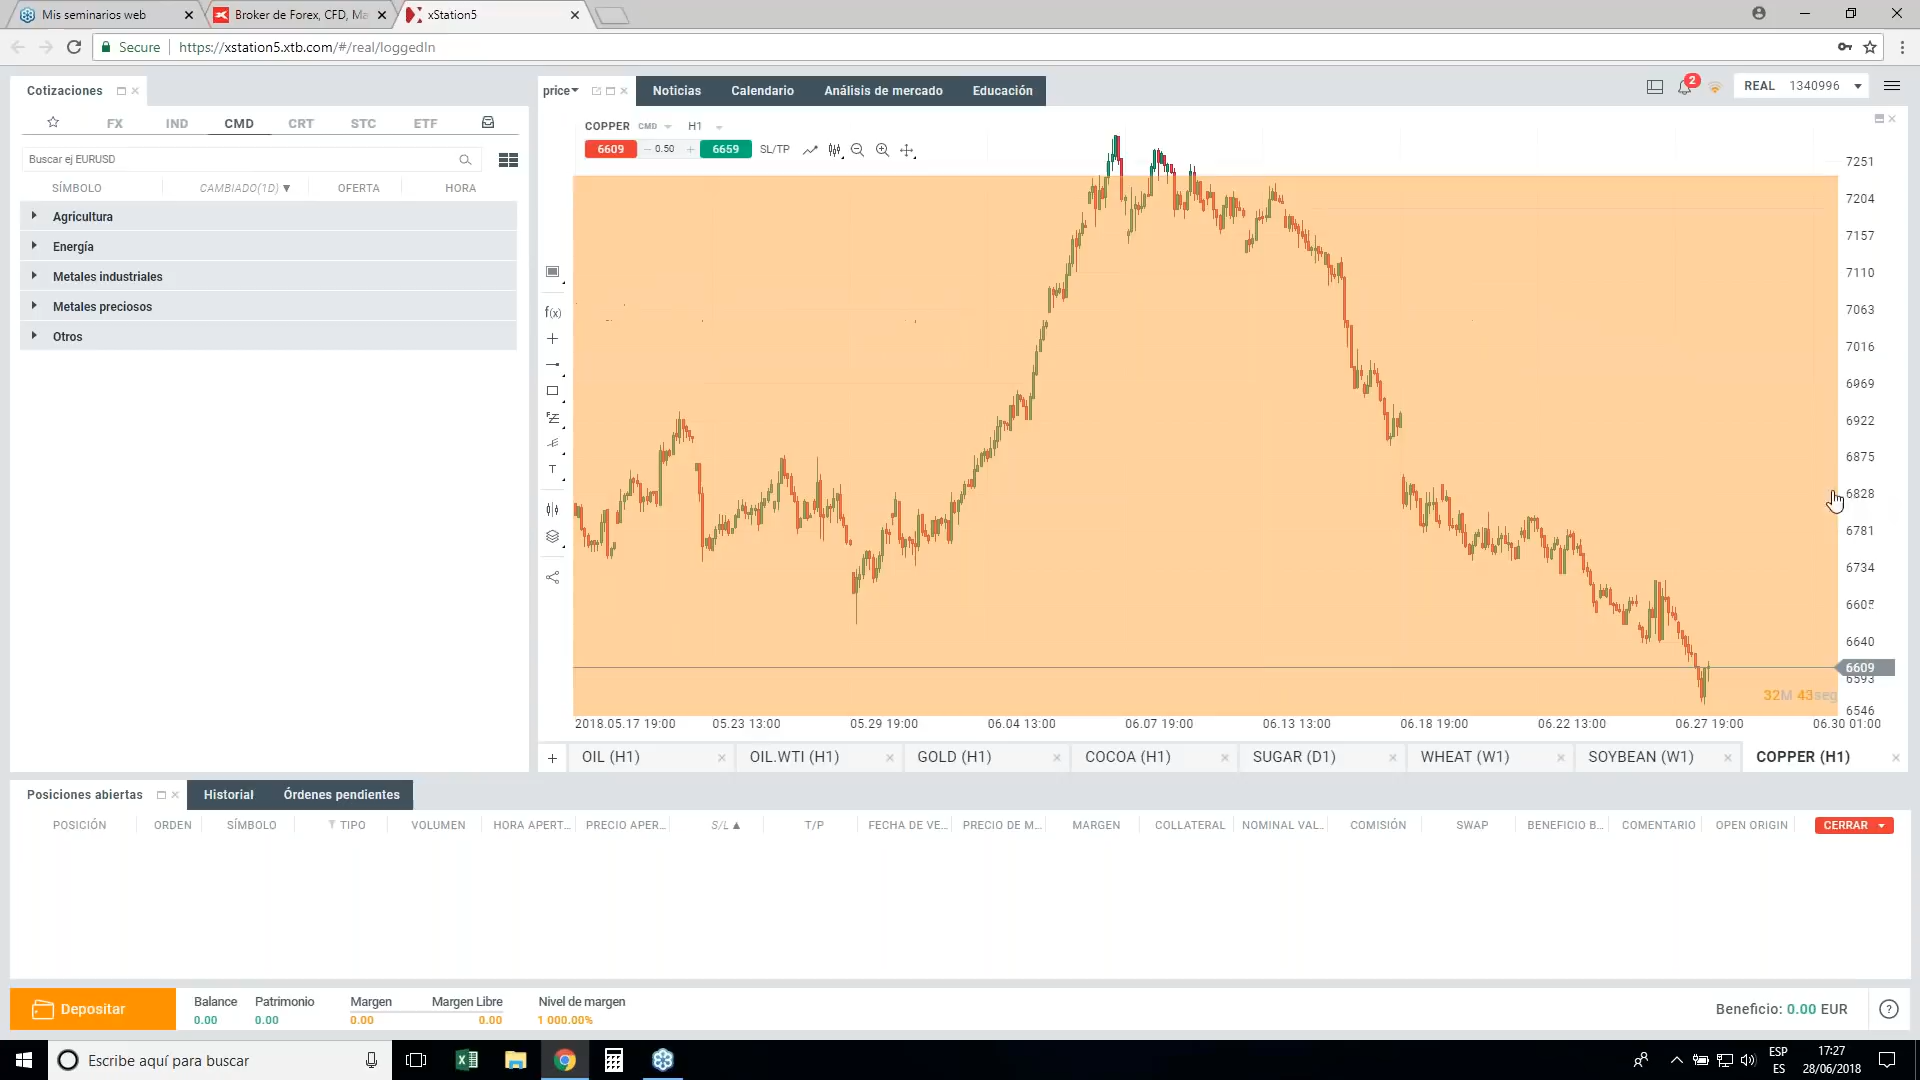 Mis seminarios web
Broker de Forex, CFD, Ma
xStation5
Secure
https://xstation5.xtb.com/#/real/loggedIn
Cotizaciones
price
Noticias
Calendario
Análisis de mercado
Educación
2
REAL 1340996
FX IND CMD CRT STC ETF
Buscar ej EURUSD
SÍMBOLO CAMBIADO(1D) ▼ OFERTA HORA
Agricultura
Energía
Metales industriales
Metales preciosos
Otros
COPPER CMD H1
6609 – 0.50 + 6659 SL/TP
f(x)
T
7251
7204
7157
7110
7063
7016
6969
6922
6875
6828
6781
6734
6640
6609
6593
6546
32M 43seg
2018.05.17 19:00 05.23 13:00 05.29 19:00 06.04 13:00 06.07 19:00 06.13 13:00 06.18 19:00 06.22 13:00 06.27 19:00 06.30 01:00
OIL (H1) OIL.WTI (H1) GOLD (H1) COCOA (H1) SUGAR (D1) WHEAT (W1) SOYBEAN (W1) COPPER (H1)
Posiciones abiertas Historial Órdenes pendientes
POSICIÓN ORDEN SÍMBOLO TIPO VOLUMEN HORA APERT... PRECIO APER... S/L ▲ T/P FECHA DE VE... PRECIO DE M... MARGEN COLLATERAL NOMINAL VAL... COMISIÓN SWAP BENEFICIO B... COMENTARIO OPEN ORIGIN CERRAR
Depositar
Balance Patrimonio Margen Margen Libre Nivel de margen
0.00 0.00 0.00 0.00 1 000.00%
Beneficio: 0.00 EUR
?
Escribe aquí para buscar
ESP
ES
17:27
28/06/2018